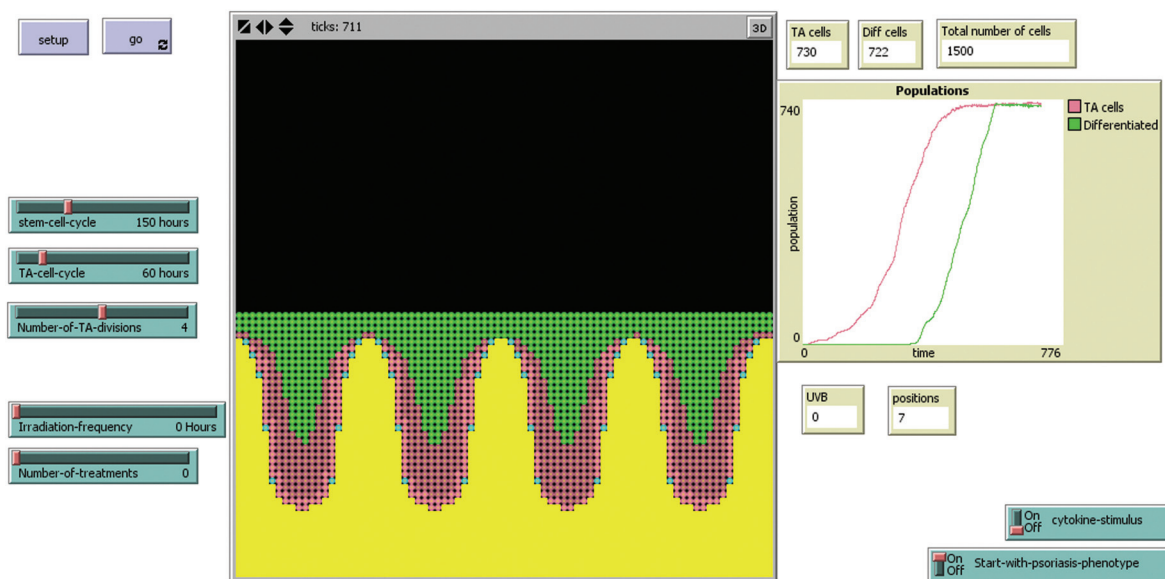 setup
go
ticks: 711
3D
TA cells
730
Diff cells
722
Total number of cells
1500
Populations
740
population
0
0
time
776
TA cells
Differentiated
stem-cell-cycle 150 hours
TA-cell-cycle 60 hours
Number-of-TA-divisions 4
Irradiation-frequency 0 Hours
Number-of-treatments 0
UVB
0
positions
7
On
Off
cytokine-stimulus
On
Off
Start-with-psoriasis-phenotype